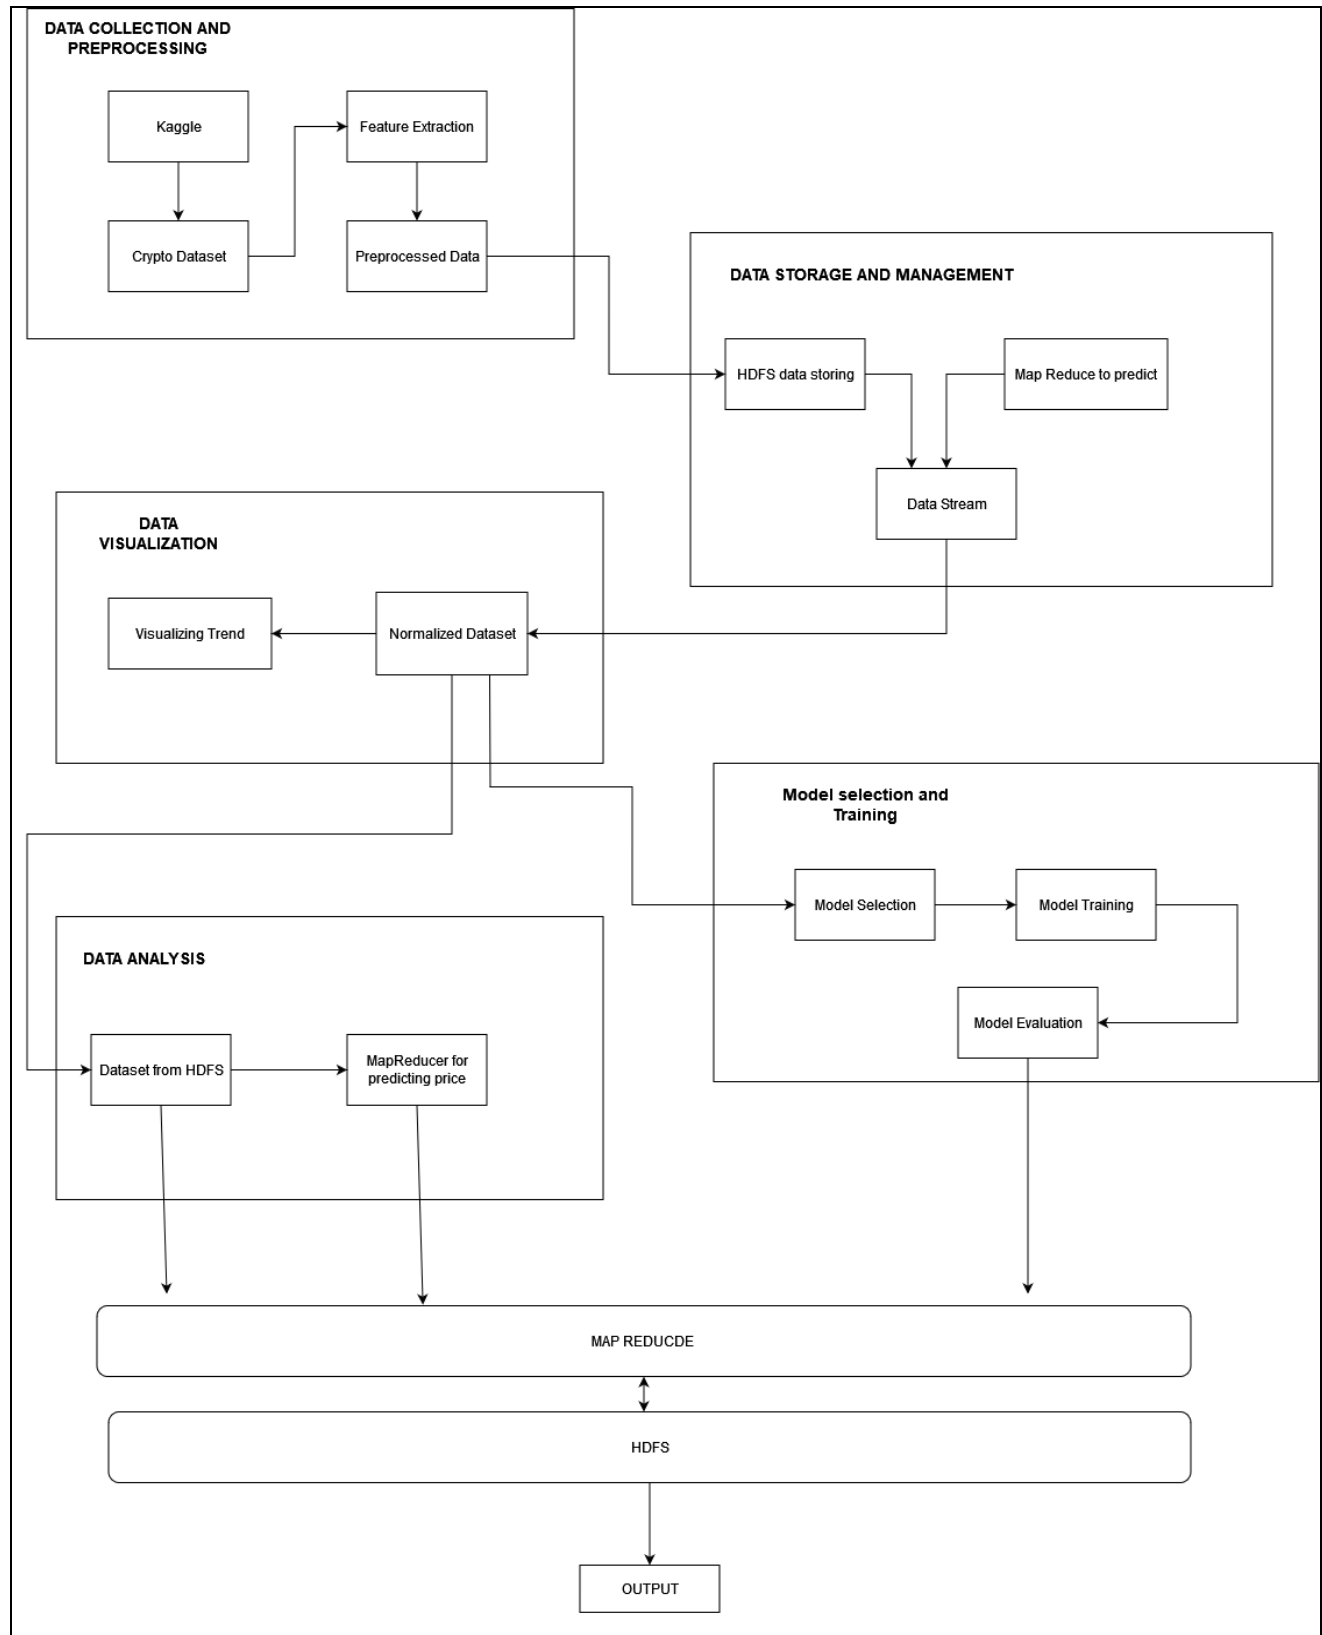 DATA COLLECTION AND
PREPROCESSING
Kaggle
Feature Extraction
Crypto Dataset
Preprocessed Data
DATA STORAGE AND MANAGEMENT
HDFS data storing
Map Reduce to predict
Data Stream
DATA
VISUALIZATION
Visualizing Trend
Normalized Dataset
Model selection and
Training
Model Selection
Model Training
Model Evaluation
DATA ANALYSIS
Dataset from HDFS
MapReducer for
predicting price
MAP REDUCDE
HDFS
OUTPUT